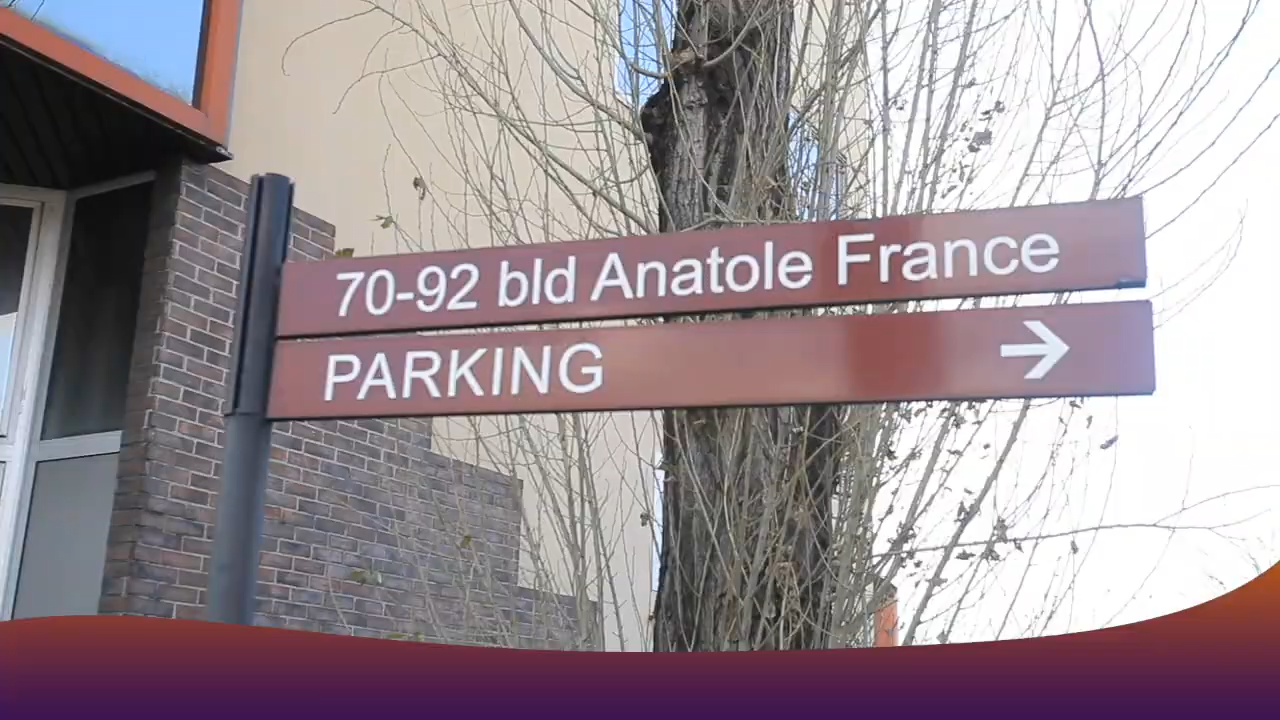 70-92 bld Anatole France
PARKING →